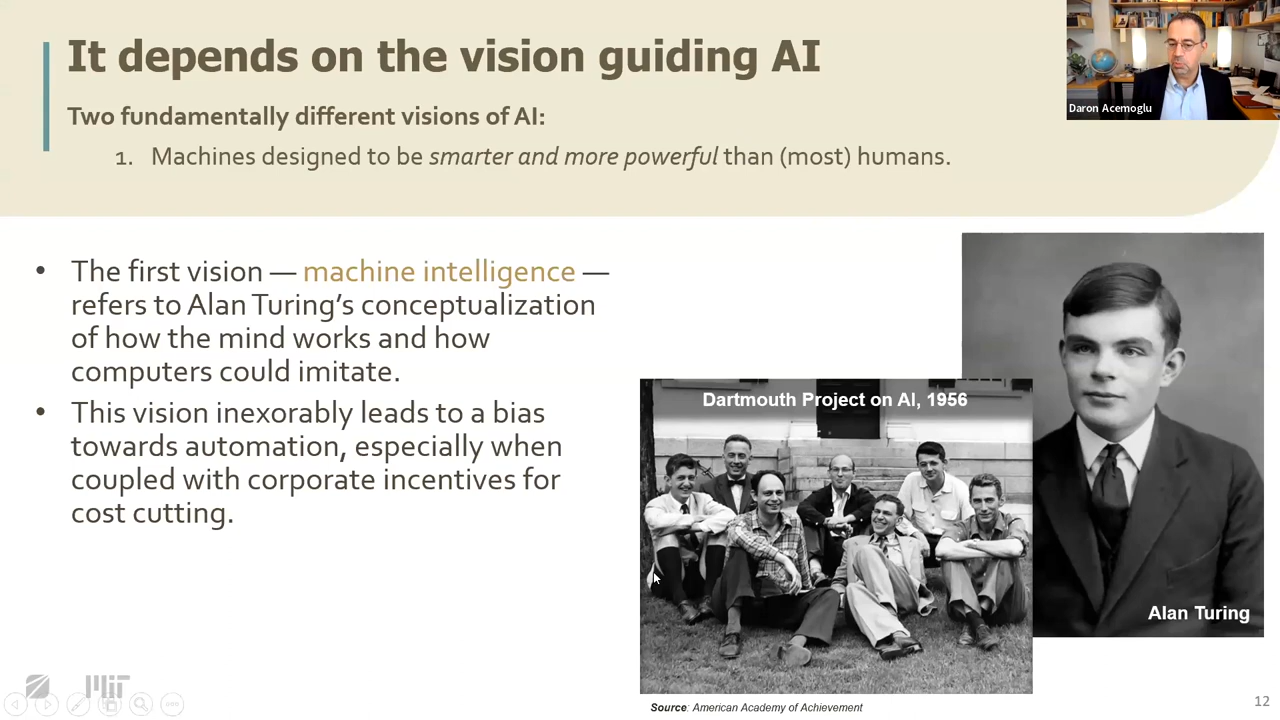 It depends on the vision guiding AI
Two fundamentally different visions of AI:
1. Machines designed to be smarter and more powerful than (most) humans.
Daron Acemoglu
• The first vision — machine intelligence —
refers to Alan Turing’s conceptualization
of how the mind works and how
computers could imitate.
• This vision inexorably leads to a bias
towards automation, especially when
coupled with corporate incentives for
cost cutting.
Dartmouth Project on AI, 1956
Alan Turing
Source: American Academy of Achievement
MIT
12